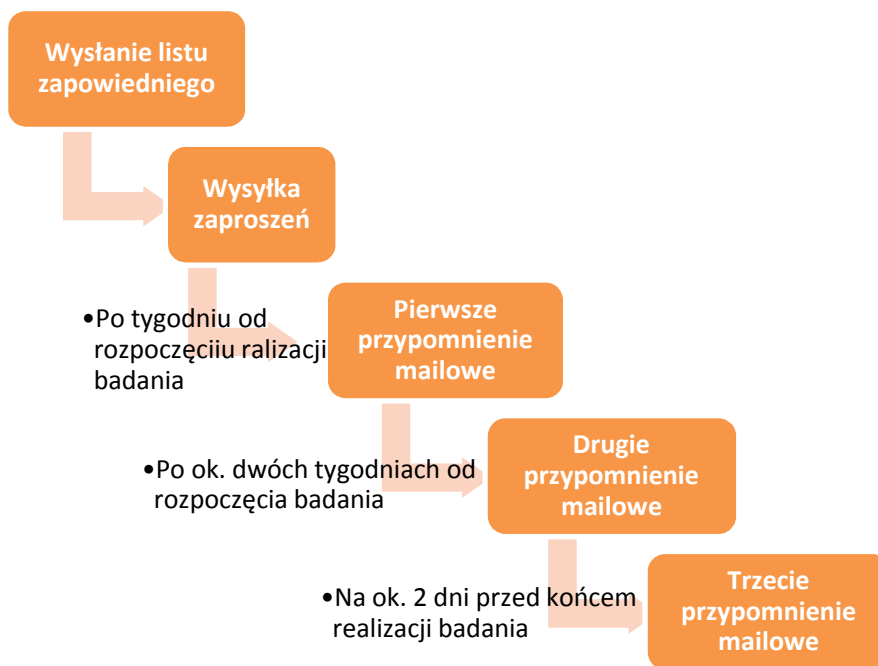 Wysłanie listu
zapowiedniego
Wysyłka
zaproszeń
•Po tygodniu od
rozpoczęciiu ralizacji
badania
Pierwsze
przypomnienie
mailowe
•Po ok. dwóch tygodniach od
rozpoczęcia badania
Drugie
przypomnienie
mailowe
•Na ok. 2 dni przed końcem
realizacji badania
Trzecie
przypomnienie
mailowe